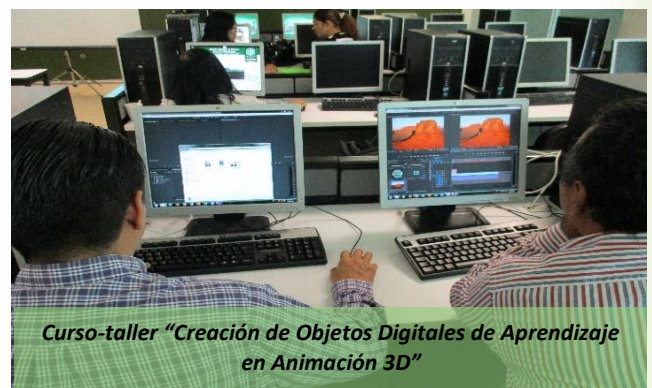 Curso-taller “Creación de Objetos Digitales de Aprendizaje
en Animación 3D”